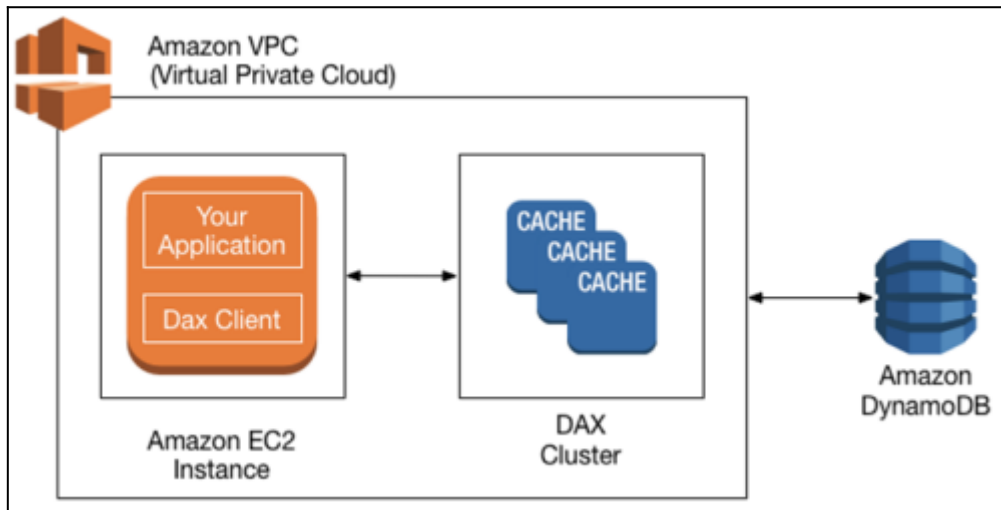 Amazon VPC
(Virtual Private Cloud)
Your
Application
Dax Client
CACHE
CACHE
CACHE
Amazon EC2
Instance
DAX
Cluster
Amazon
DynamoDB